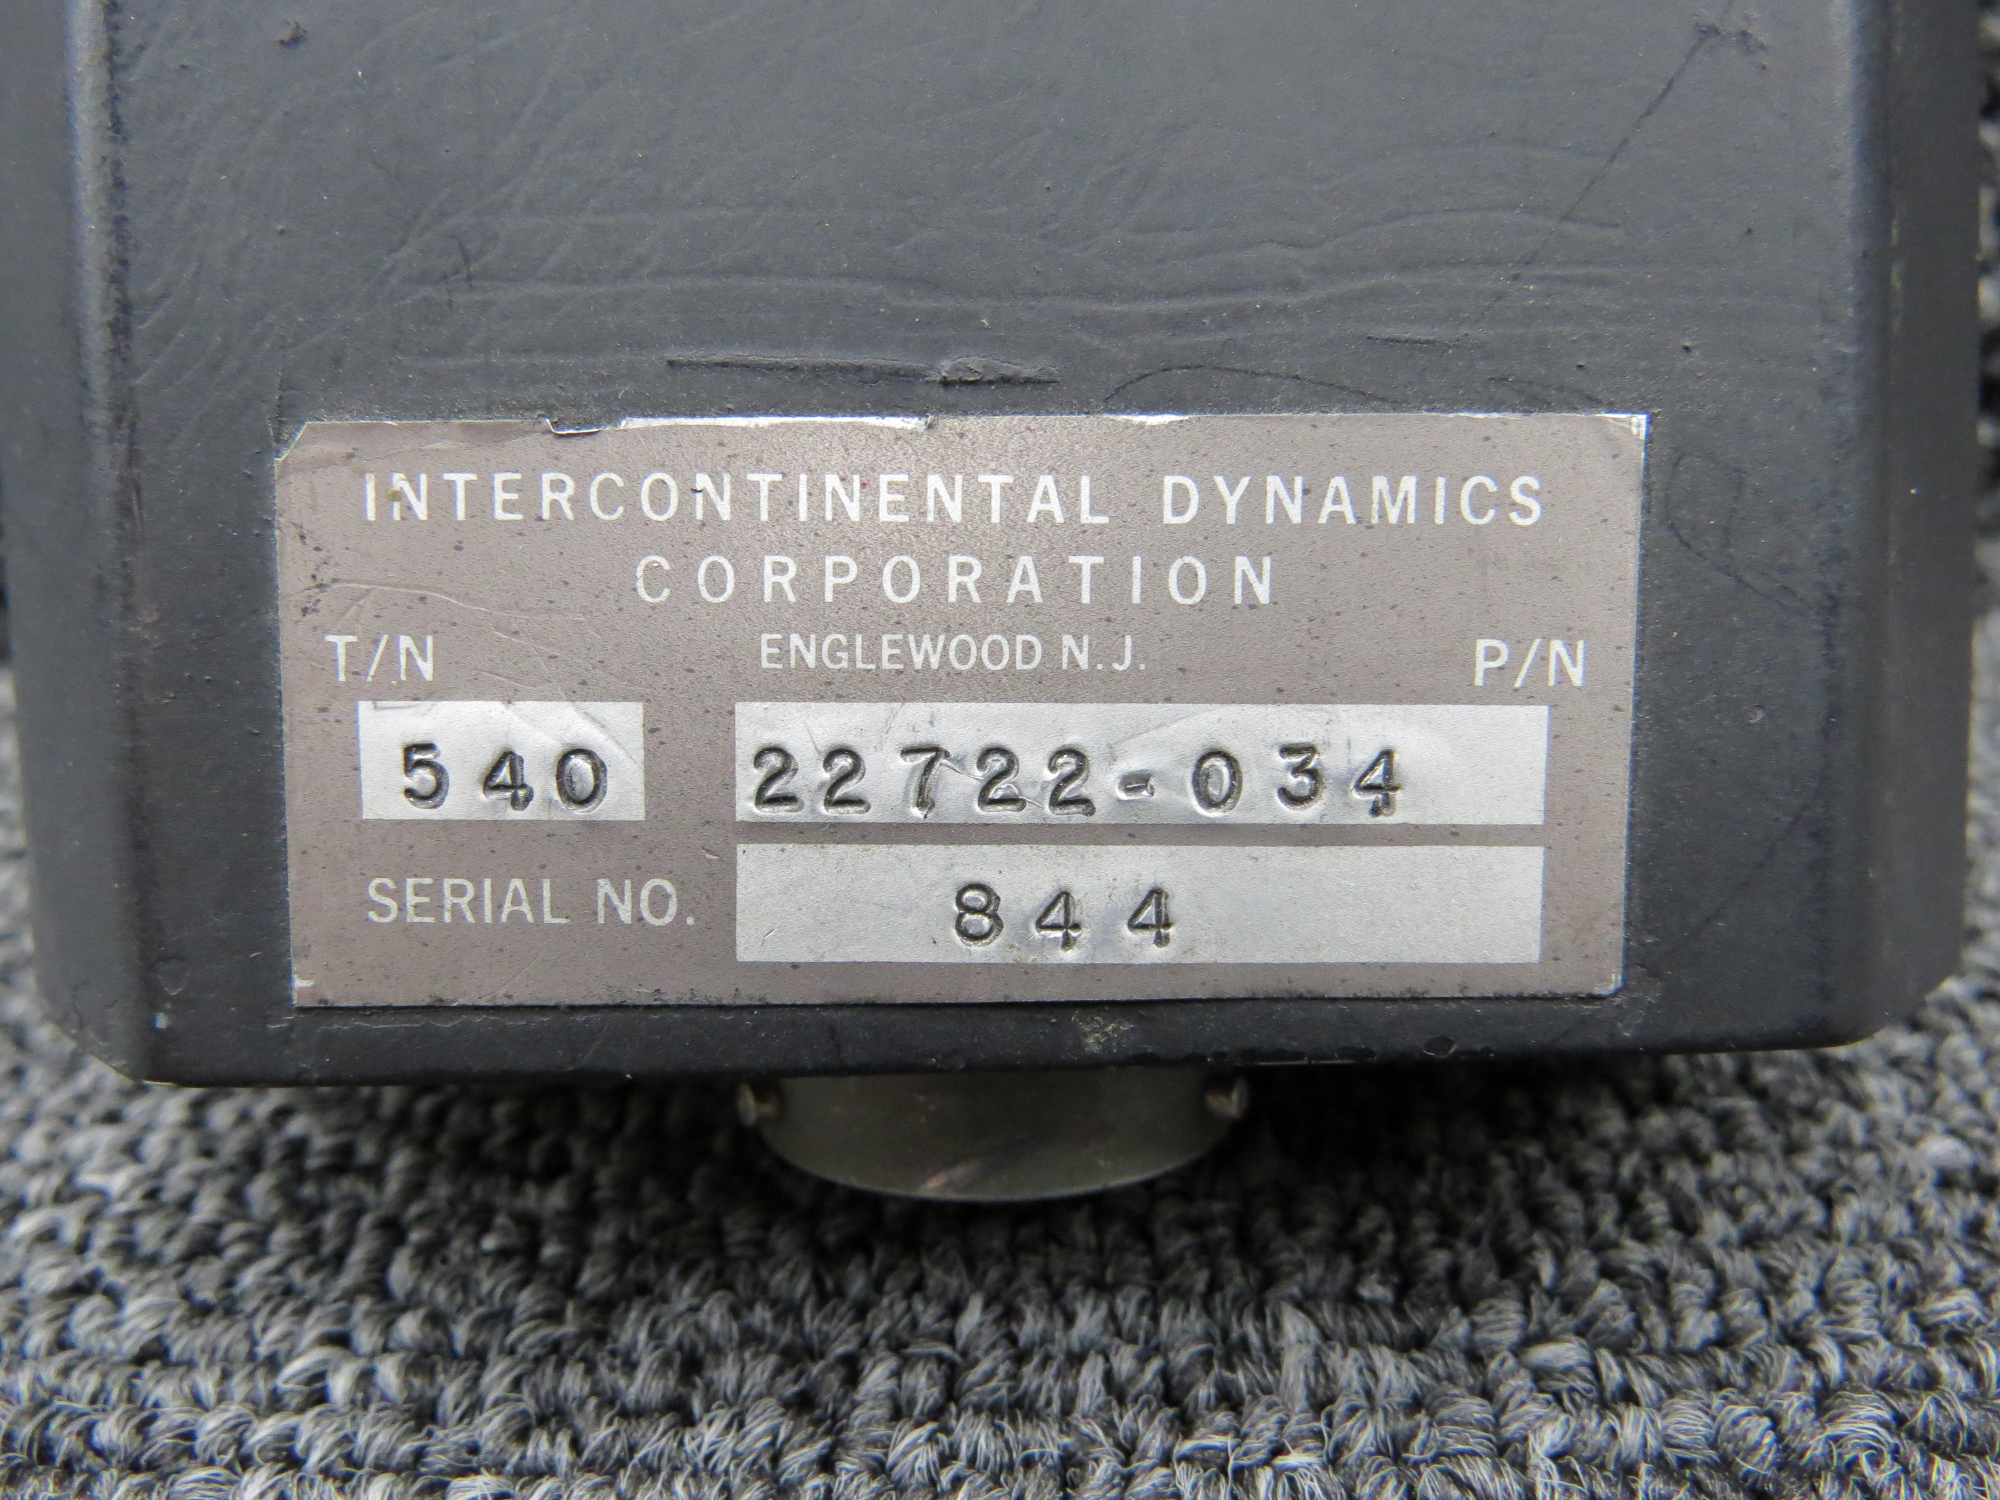 INTERCONTINENTAL DYNAMICS
CORPORATION
T/N ENGLEWOOD N.J. P/N
540 22722-034
SERIAL NO. 844